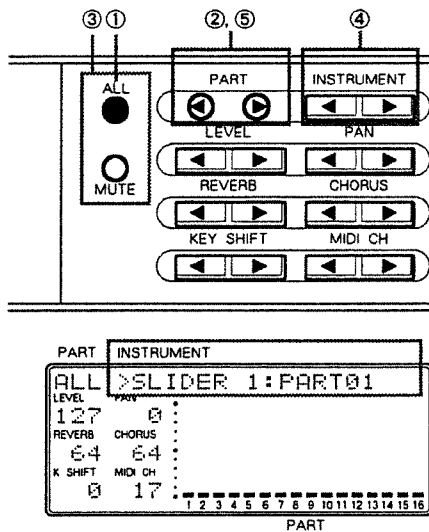 ③① ②, ⑤ ④
ALL PART INSTRUMENT
LEVEL PAN
MUTE REVERB CHORUS
KEY SHIFT MIDI CH
PART INSTRUMENT
ALL >SLIDER 1:PART01
LEVEL PAN
127 0
REVERB CHORUS
64 64
K SHIFT MIDI CH
0 17
1 2 3 4 5 6 7 8 9 10 11 12 13 14 15 16
PART